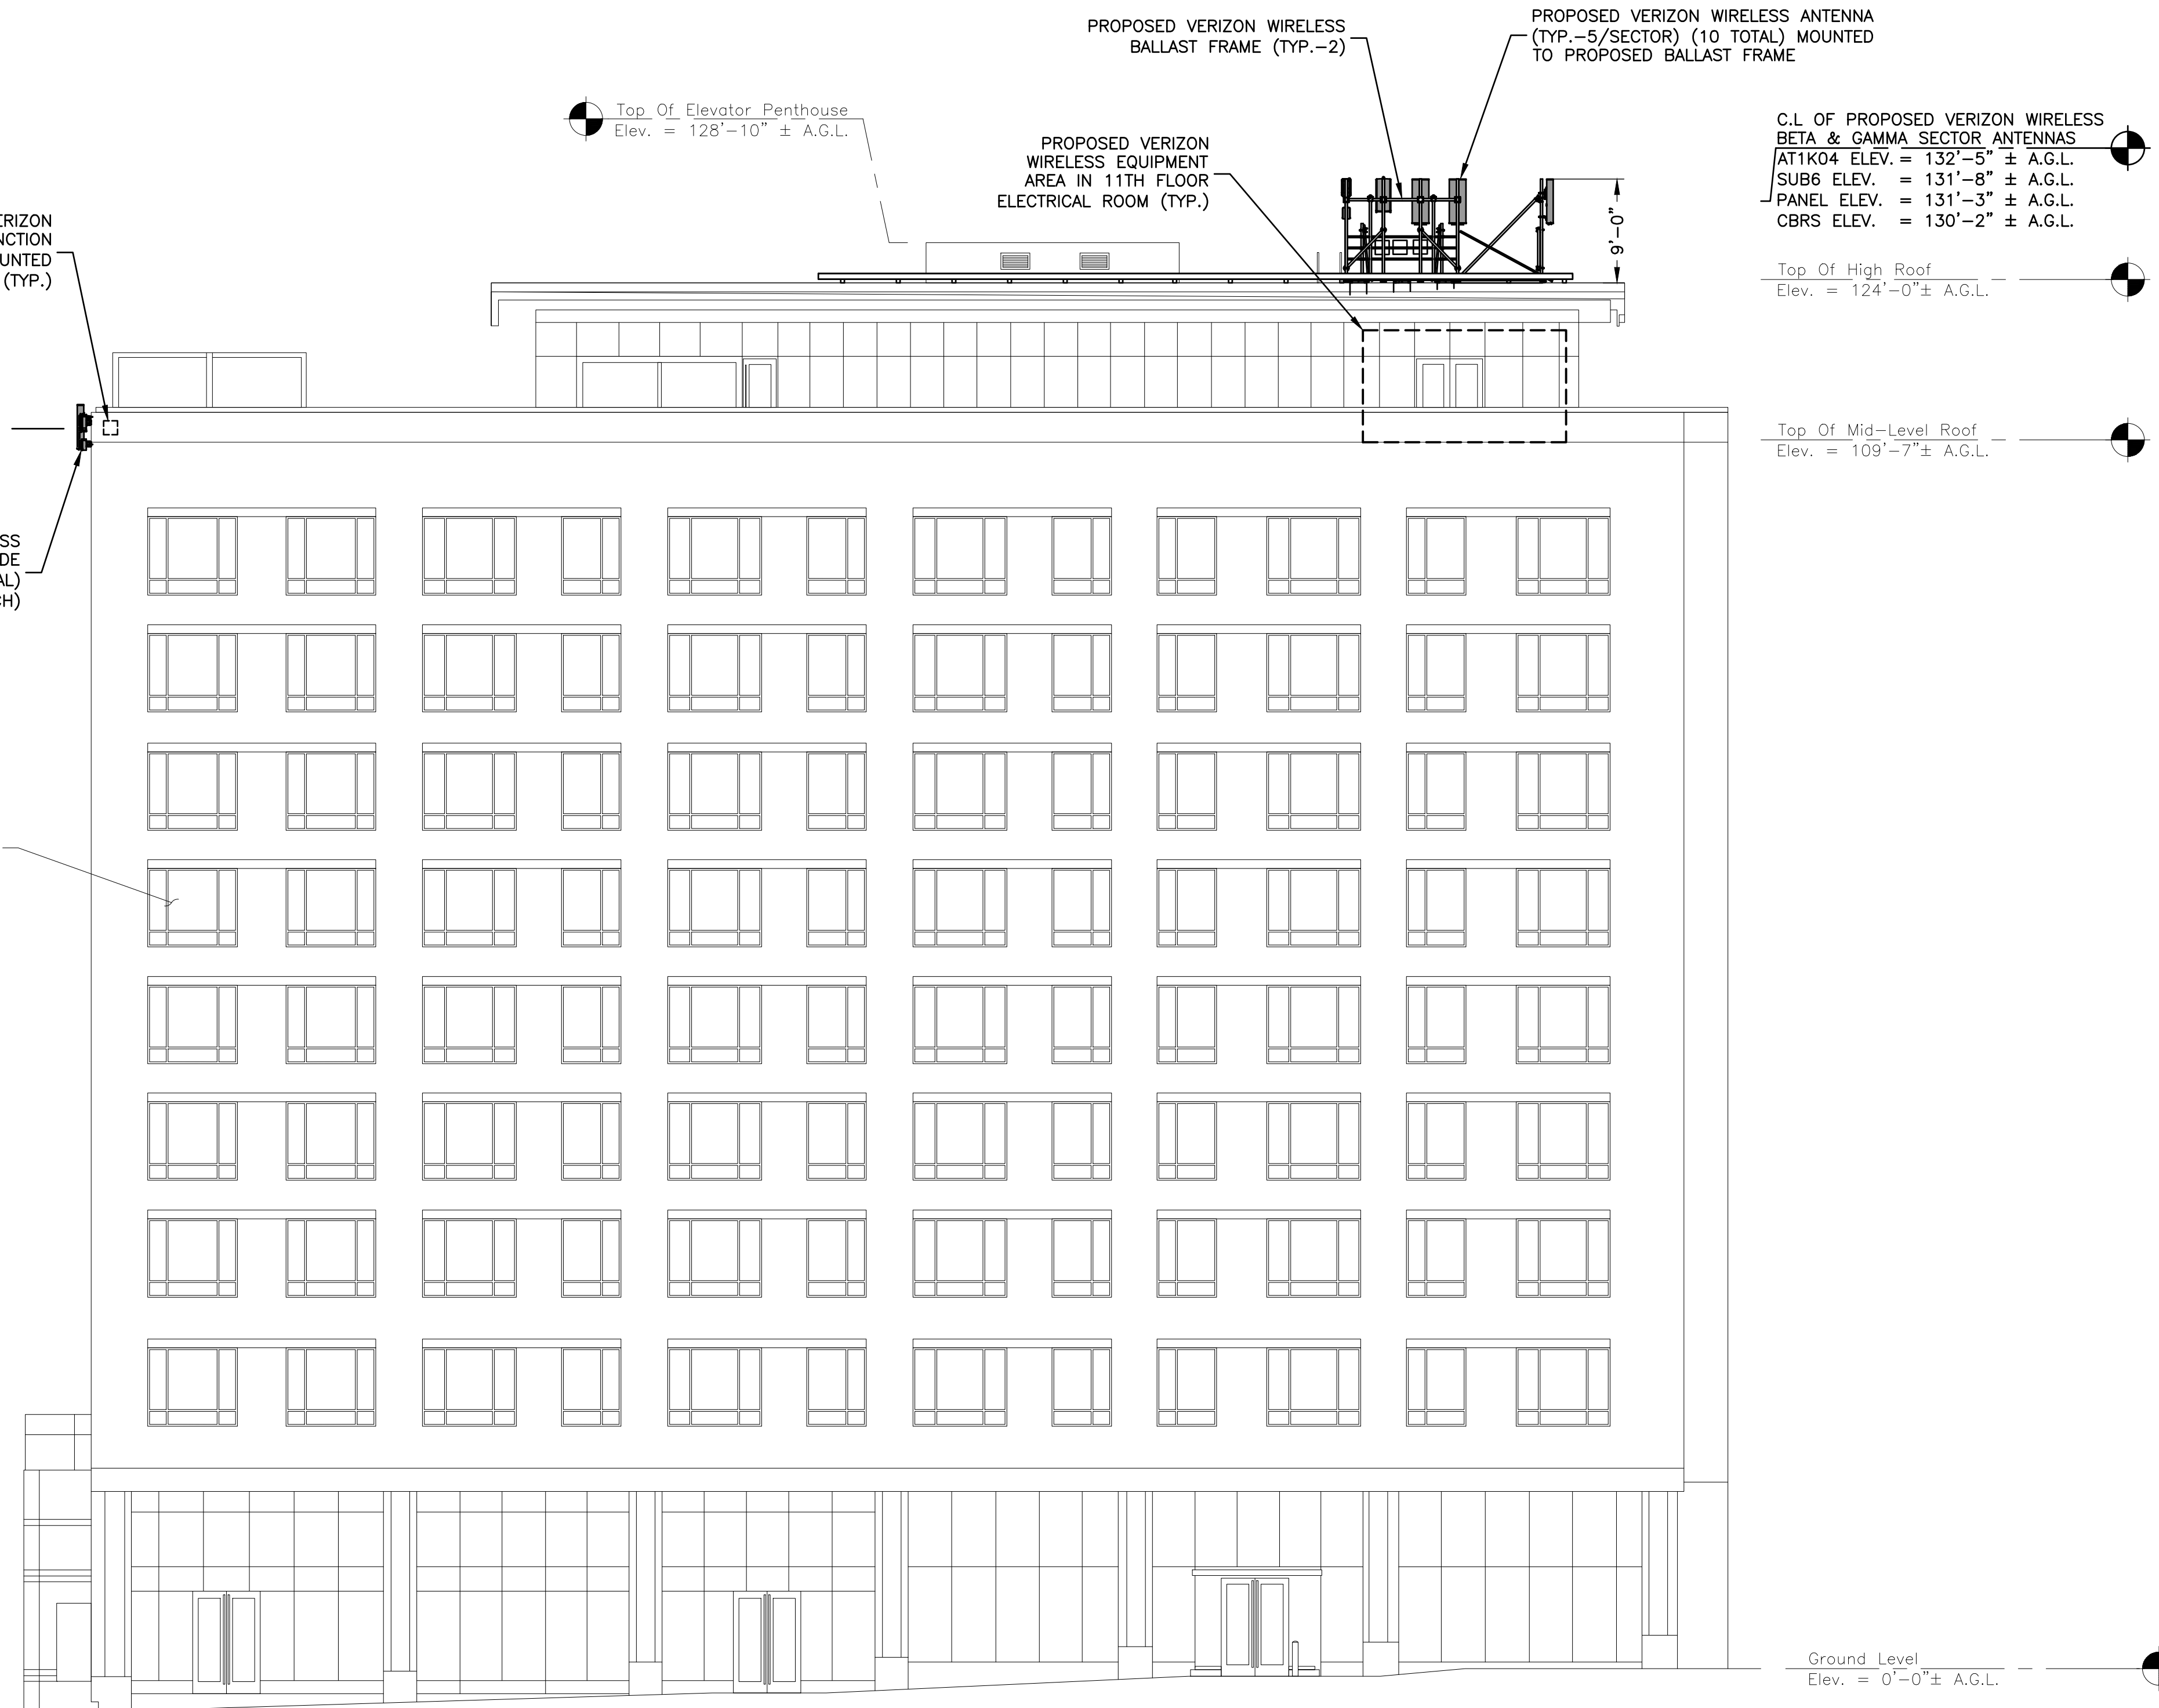 PROPOSED VERIZON WIRELESS
BALLAST FRAME (TYP.-2)
PROPOSED VERIZON WIRELESS ANTENNA
(TYP.-5/SECTOR) (10 TOTAL) MOUNTED
TO PROPOSED BALLAST FRAME
Top Of Elevator Penthouse
Elev. = 128'-10" ± A.G.L.
PROPOSED VERIZON
WIRELESS EQUIPMENT
AREA IN 11TH FLOOR
ELECTRICAL ROOM (TYP.)
C.L OF PROPOSED VERIZON WIRELESS
BETA & GAMMA SECTOR ANTENNAS
AT1K04 ELEV. = 132'-5" ± A.G.L.
SUB6 ELEV. = 131'-8" ± A.G.L.
PANEL ELEV. = 131'-3" ± A.G.L.
CBRS ELEV. = 130'-2" ± A.G.L.
9'-0"
ERIZON
NCTION
UNTED
(TYP.)
Top Of High Roof
Elev. = 124'-0"± A.G.L.
Top Of Mid-Level Roof
Elev. = 109'-7"± A.G.L.
SS
DE
AL)
CH)
Ground Level
Elev. = 0'-0"± A.G.L.